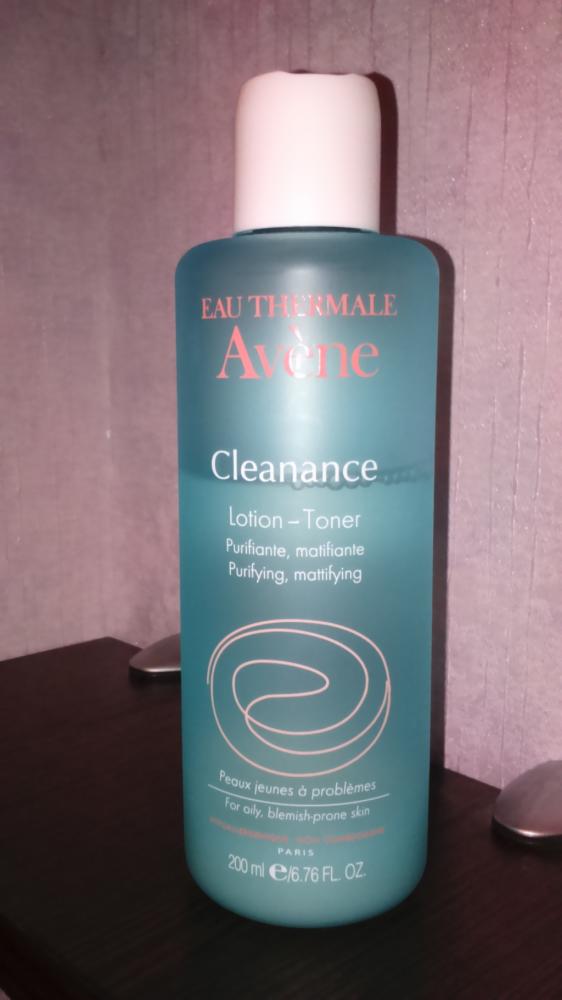 EAU THERMALE
Avène
Cleanance
Lotion – Toner
Purifiante, matifiante
Purifying, mattifying
Peaux jeunes à problèmes
For oily, blemish-prone skin
PARIS
200 ml e/6.76 FL. OZ.